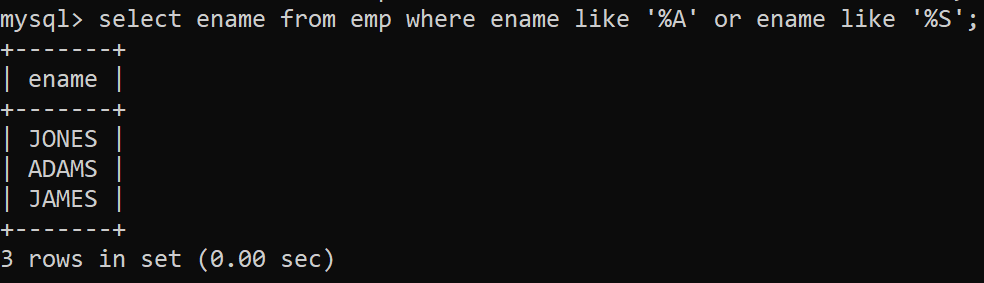 mysql> select ename from emp where ename like '%A' or ename like '%S';
+-------+
| ename |
+-------+
| JONES |
| ADAMS |
| JAMES |
+-------+
3 rows in set (0.00 sec)